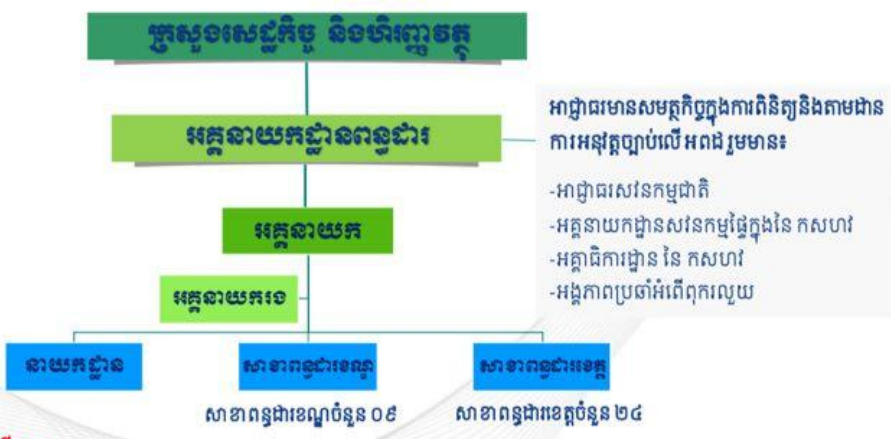 ក្រសួងសេដ្ឋកិច្ច និងហិរញ្ញវត្ថុ
អគ្គនាយកដ្ឋានពន្ធដារ
អាជ្ញាធរមានសមត្ថកិច្ចក្នុងការពិនិត្យនិងតាមដាន
ការអនុវត្តច្បាប់លើ អពដ រួមមាន៖
-អាជ្ញាធរសវនកម្មជាតិ
-អគ្គនាយកដ្ឋានសវនកម្មផ្ទៃក្នុងនៃ កសហវ
-អគ្គាធិការដ្ឋាន នៃ កសហវ
-អង្គភាពប្រឆាំអំពើពុករលួយ
អគ្គនាយក
អគ្គនាយករង
នាយកដ្ឋាន
សាខាពន្ធដារខណ្ឌ
សាខាពន្ធដារខេត្ត
សាខាពន្ធដារខណ្ឌចំនួន ០៩
សាខាពន្ធដារខេត្តចំនួន ២៤